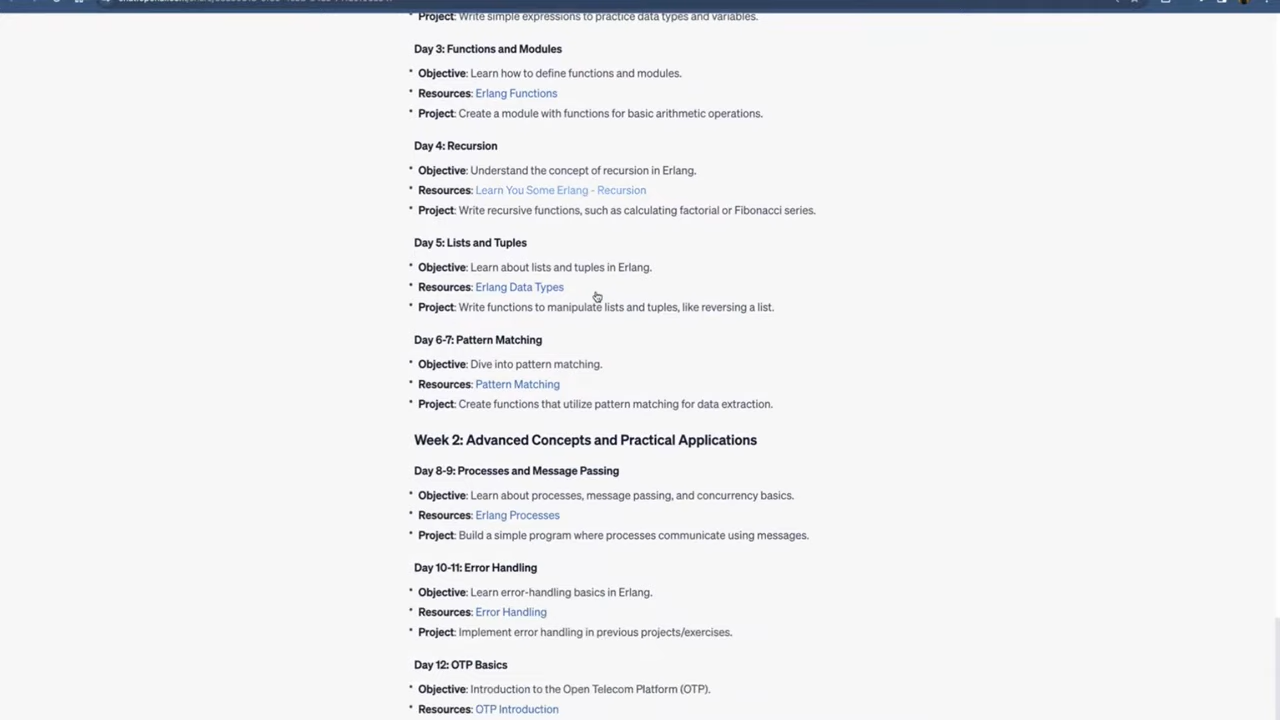 Project: Write simple expressions to practice data types and variables.
Day 3: Functions and Modules
Objective: Learn how to define functions and modules.
Resources: Erlang Functions
Project: Create a module with functions for basic arithmetic operations.
Day 4: Recursion
Objective: Understand the concept of recursion in Erlang.
Resources: Learn You Some Erlang - Recursion
Project: Write recursive functions, such as calculating factorial or Fibonacci series.
Day 5: Lists and Tuples
Objective: Learn about lists and tuples in Erlang.
Resources: Erlang Data Types
Project: Write functions to manipulate lists and tuples, like reversing a list.
Day 6-7: Pattern Matching
Objective: Dive into pattern matching.
Resources: Pattern Matching
Project: Create functions that utilize pattern matching for data extraction.
Week 2: Advanced Concepts and Practical Applications
Day 8-9: Processes and Message Passing
Objective: Learn about processes, message passing, and concurrency basics.
Resources: Erlang Processes
Project: Build a simple program where processes communicate using messages.
Day 10-11: Error Handling
Objective: Learn error-handling basics in Erlang.
Resources: Error Handling
Project: Implement error handling in previous projects/exercises.
Day 12: OTP Basics
Objective: Introduction to the Open Telecom Platform (OTP).
Resources: OTP Introduction